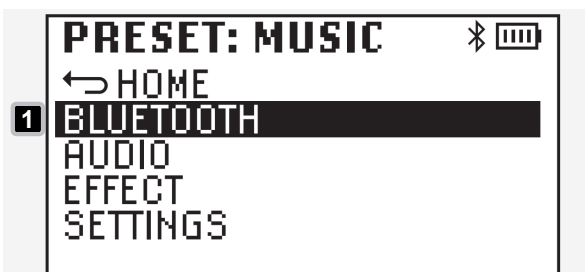 PRESET: MUSIC
HOME
1 BLUETOOTH
AUDIO
EFFECT
SETTINGS